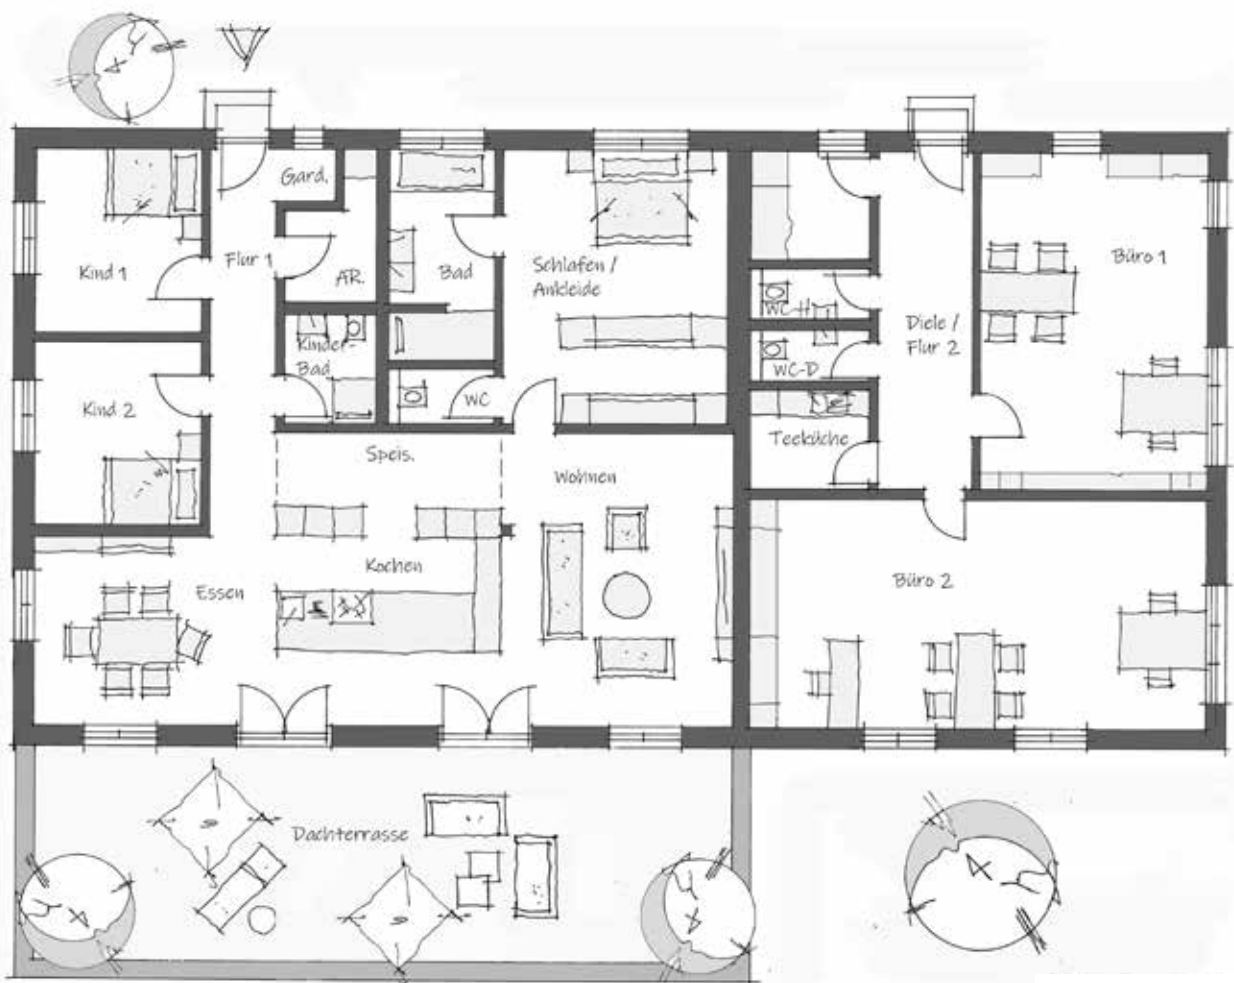 Gard.
Kind 1
Flur 1
AR.
Bad
Schlafen /
Ankleide
Büro 1
WC-H
Diele /
Flur 2
Kinder-
Bad
WC-D
Kind 2
WC
Teeküche
Speis.
Wohnen
Kochen
Essen
Büro 2
Dachterrasse